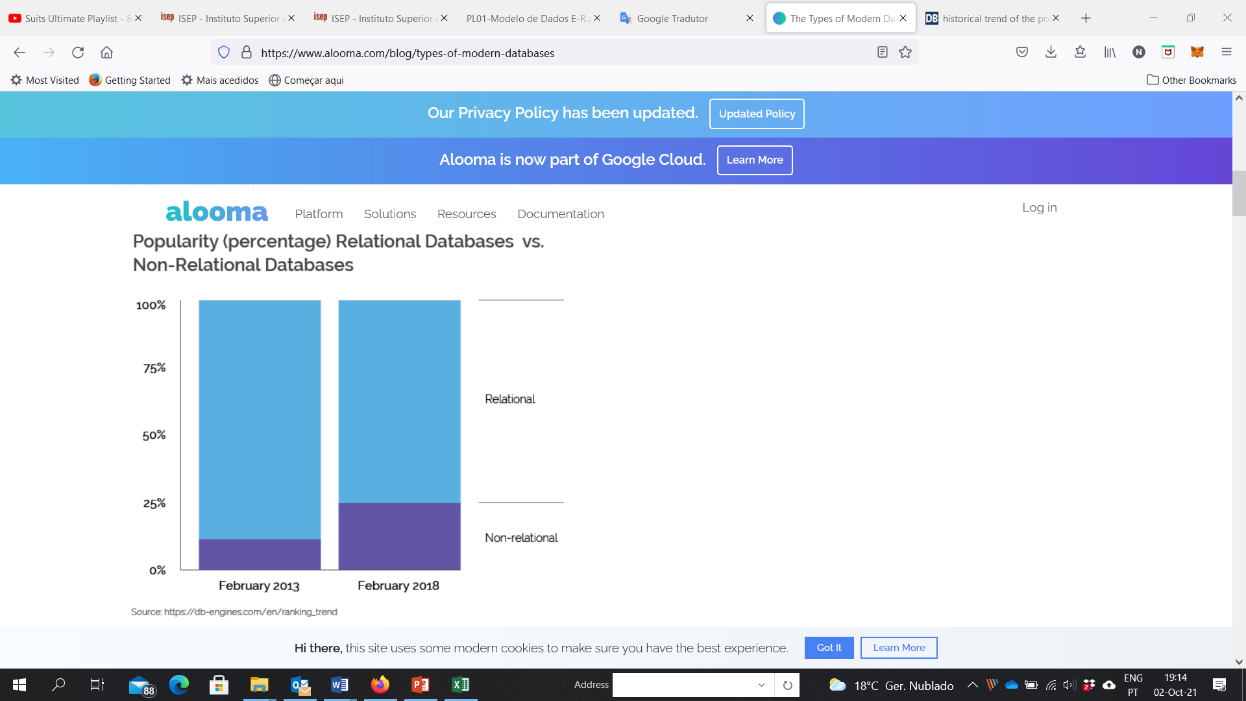 Suits Ultimate Playlist - 
ISEP - Instituto Superior
ISEP - Instituto Superior
PL01-Modelo de Dados E-R.
Google Tradutor
The Types of Modern Da
DB historical trend of the po
https://www.alooma.com/blog/types-of-modern-databases
Most Visited Getting Started Mais acedidos Começar aqui Other Bookmarks
Our Privacy Policy has been updated. Updated Policy
Alooma is now part of Google Cloud. Learn More
alooma Platform Solutions Resources Documentation Log in
Popularity (percentage) Relational Databases vs.
Non-Relational Databases
100%
75%
Relational
50%
25%
Non-relational
0%
February 2013 February 2018
Source: https://db-engines.com/en/ranking_trend
Hi there, this site uses some modern cookies to make sure you have the best experience. Got It Learn More
88 Address 18°C Ger. Nublado ENG 19:14
PT 02-Oct-21